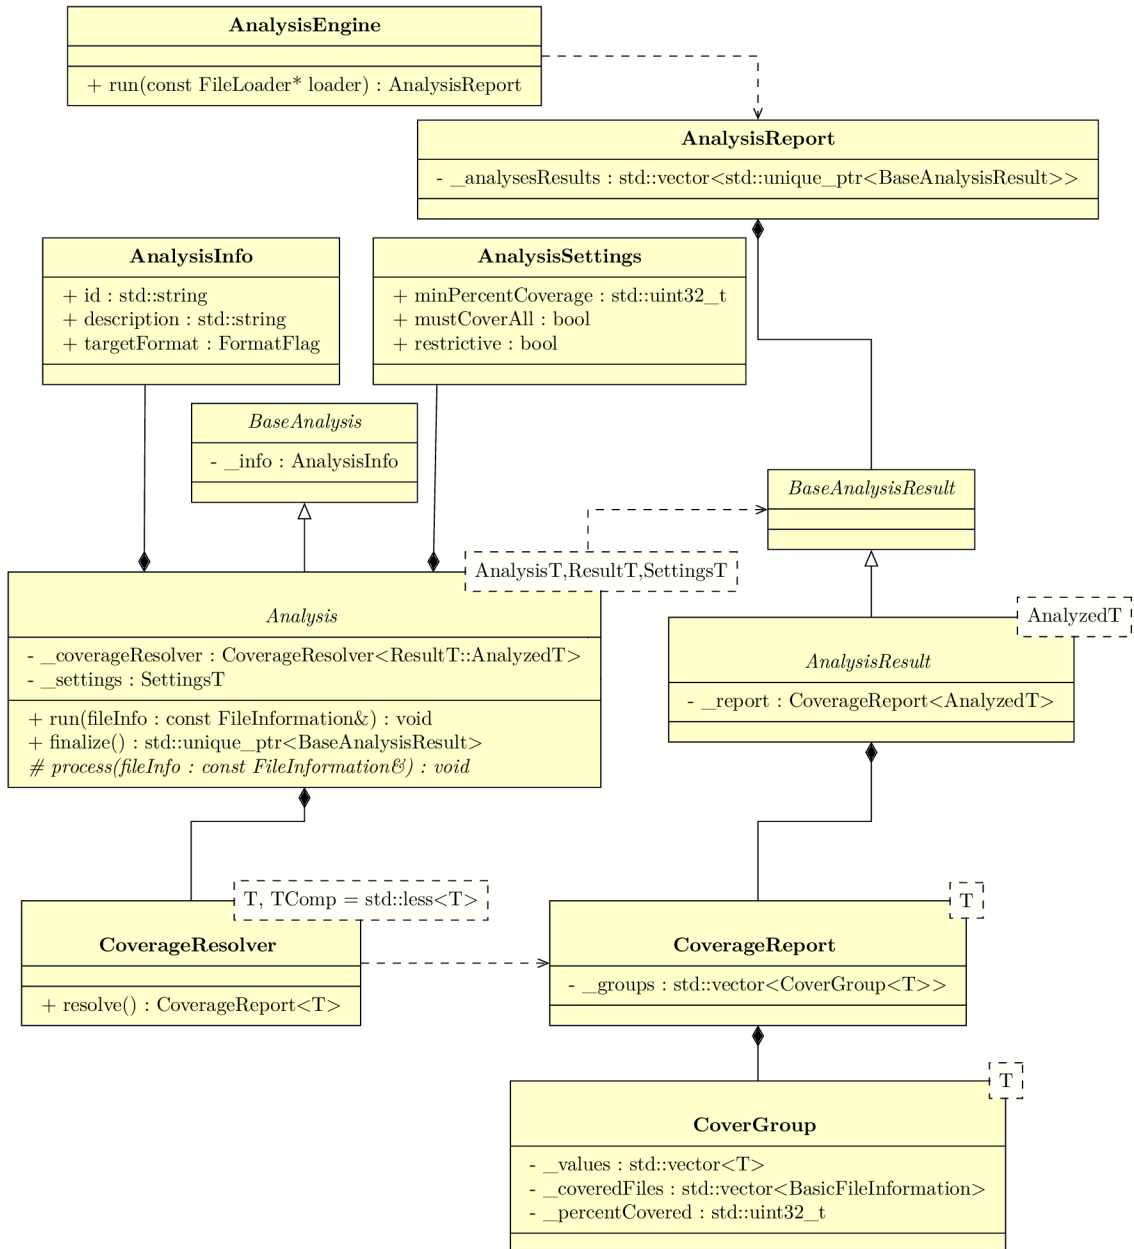 AnalysisEngine
+ run(const FileLoader* loader) : AnalysisReport
AnalysisReport
- _analysesResults : std::vector<std::unique_ptr<BaseAnalysisResult>>
AnalysisInfo
+ id : std::string
+ description : std::string
+ targetFormat : FormatFlag
AnalysisSettings
+ minPercentCoverage : std::uint32_t
+ mustCoverAll : bool
+ restrictive : bool
BaseAnalysis
- _info : AnalysisInfo
BaseAnalysisResult
AnalysisT,ResultT,SettingsT
Analysis
- _coverageResolver : CoverageResolver<ResultT::AnalyzedT>
- _settings : SettingsT
+ run(fileInfo : const FileInformation&) : void
+ finalize() : std::unique_ptr<BaseAnalysisResult>
# process(fileInfo : const FileInformation&) : void
AnalyzedT
AnalysisResult
- _report : CoverageReport<AnalyzedT>
T, TComp = std::less<T>
CoverageResolver
+ resolve() : CoverageReport<T>
T
CoverageReport
- _groups : std::vector<CoverGroup<T>>
T
CoverGroup
- _values : std::vector<T>
- _coveredFiles : std::vector<BasicFileInformation>
- _percentCovered : std::uint32_t